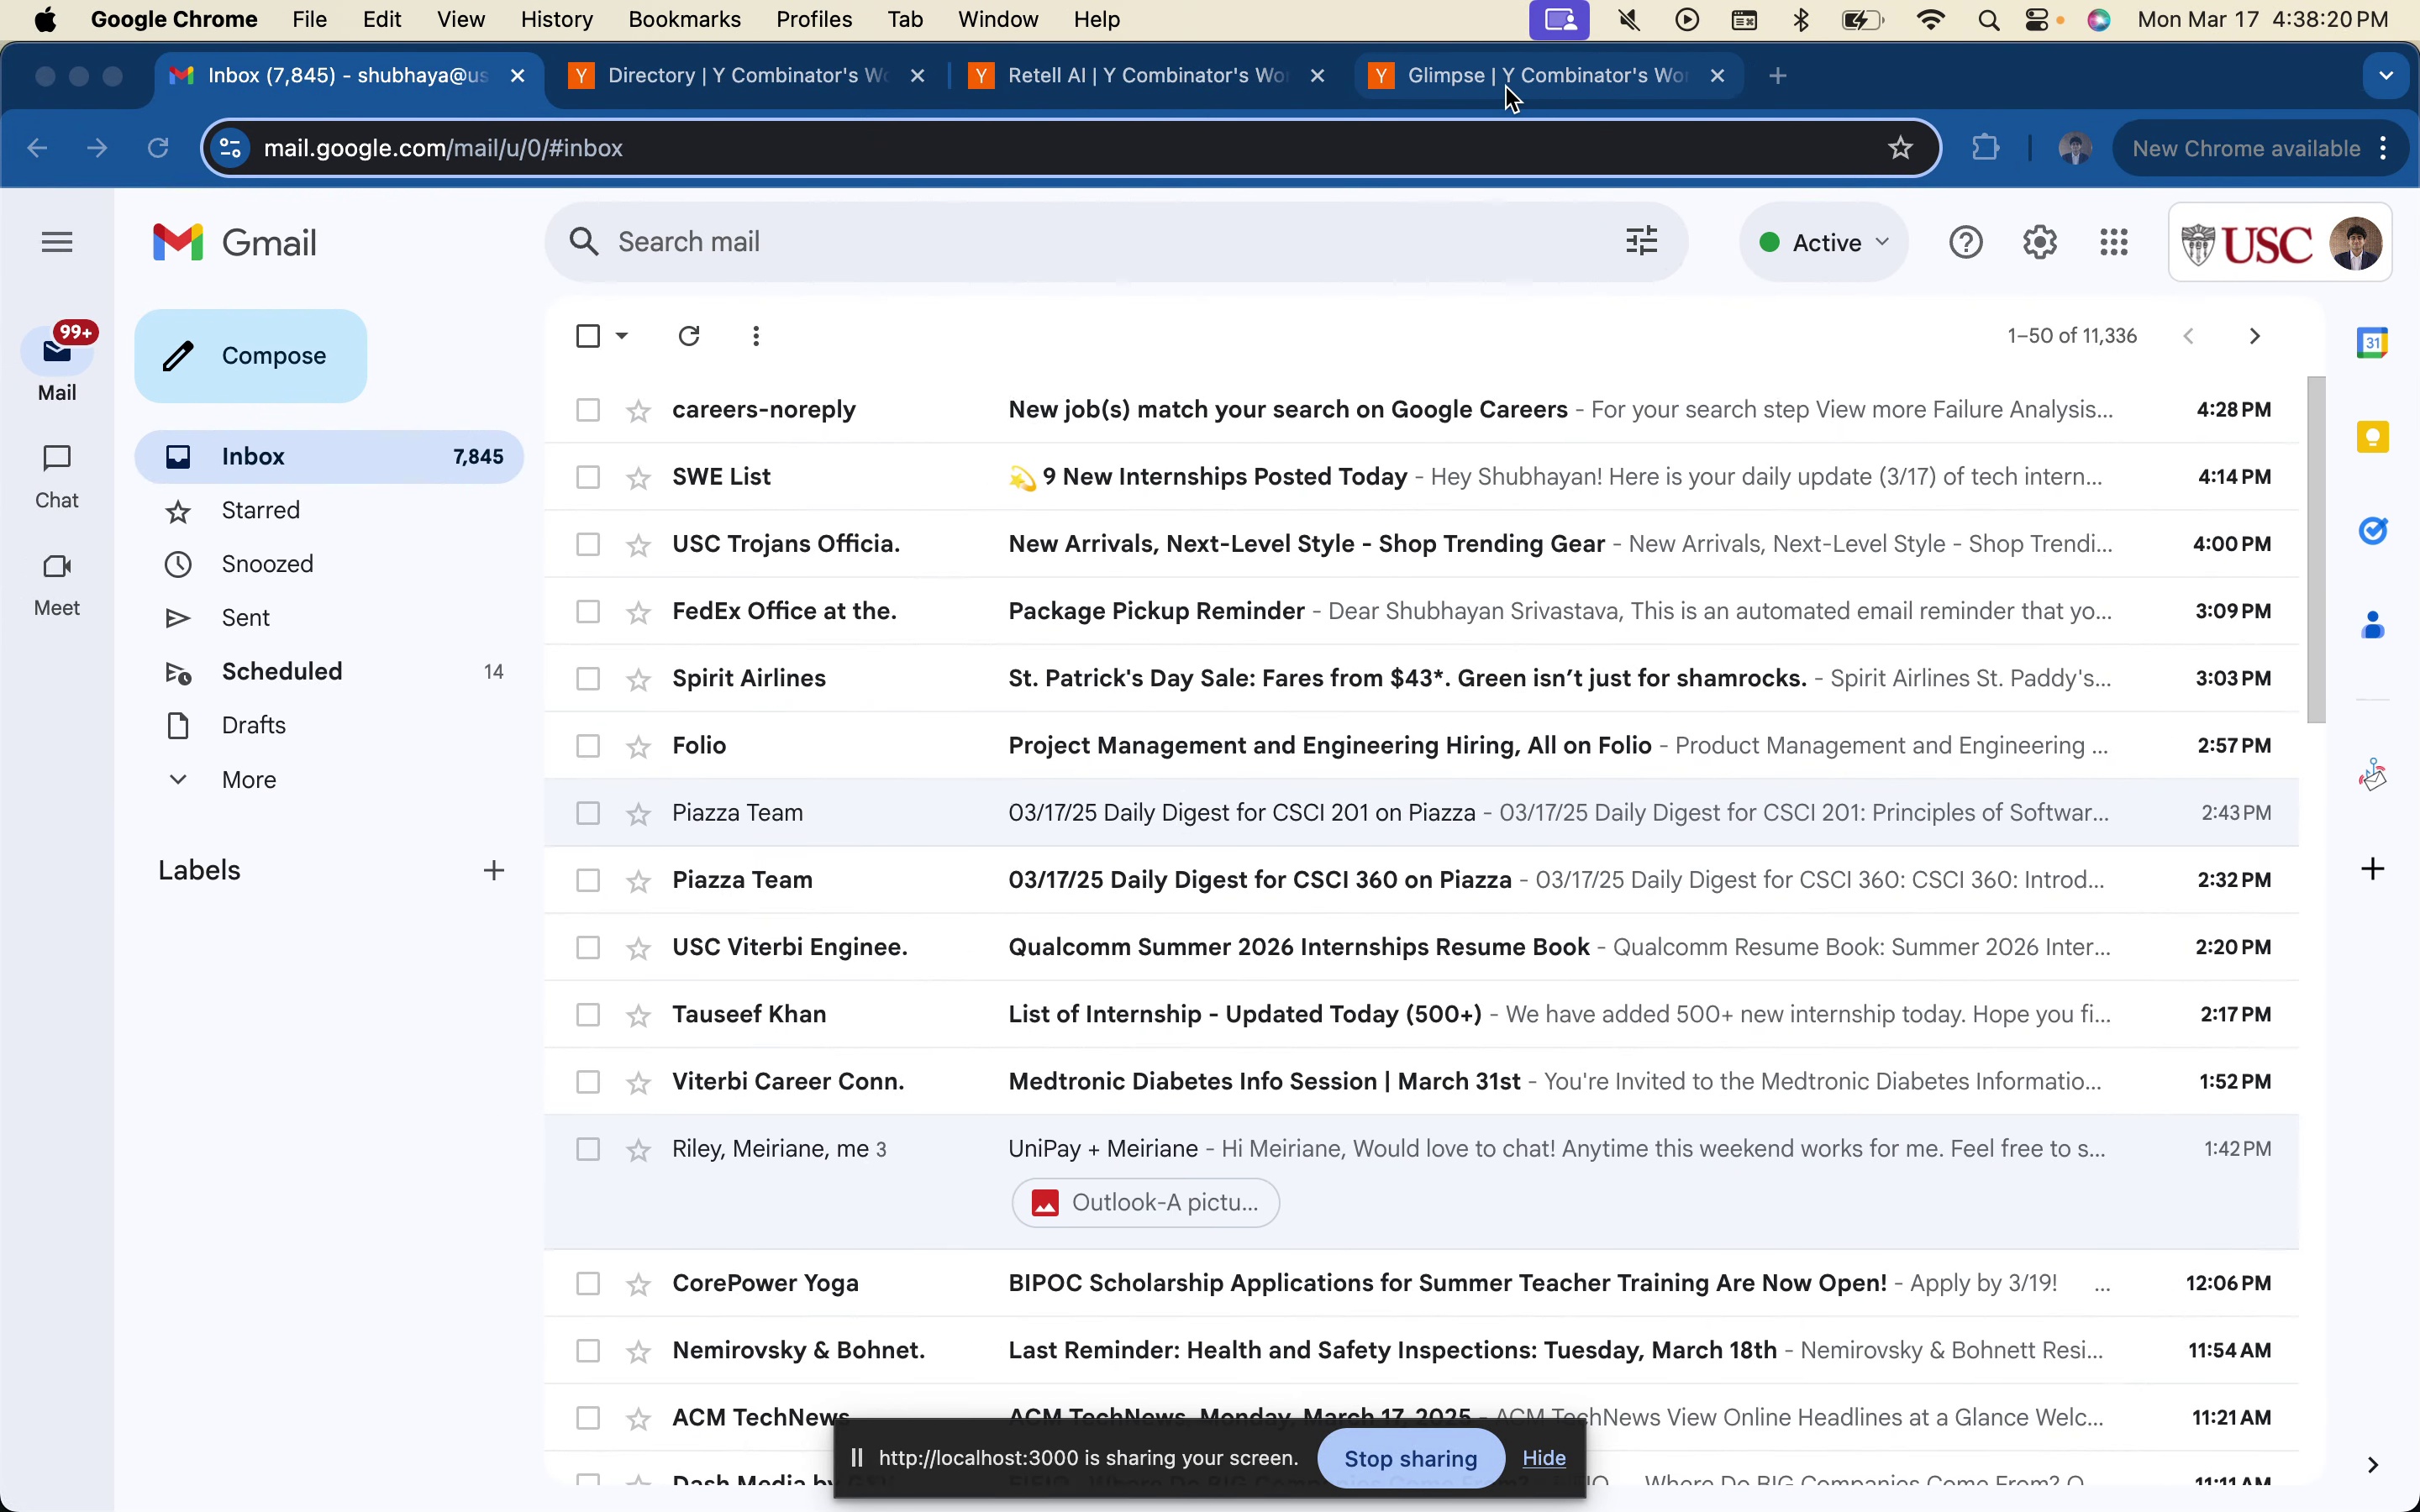 Google Chrome File Edit View History Bookmarks Profiles Tab Window Help Mon Mar 17 4:38:20 PM
Inbox (7,845) - shubhaya@us Directory | Y Combinator's Wo Retell AI | Y Combinator's Wo Glimpse | Y Combinator's Wor
mail.google.com/mail/u/0/#inbox New Chrome available
Gmail Search mail Active USC
99+ Compose 1–50 of 11,336 31
Mail
careers-noreply New job(s) match your search on Google Careers - For your search step View more Failure Analysis... 4:28 PM
Inbox 7,845
SWE List 💫 9 New Internships Posted Today - Hey Shubhayan! Here is your daily update (3/17) of tech intern... 4:14 PM
Chat
Starred
USC Trojans Officia. New Arrivals, Next-Level Style - Shop Trending Gear - New Arrivals, Next-Level Style - Shop Trendi... 4:00 PM
Snoozed
Meet
FedEx Office at the. Package Pickup Reminder - Dear Shubhayan Srivastava, This is an automated email reminder that yo... 3:09 PM
Sent
Scheduled 14
Spirit Airlines St. Patrick's Day Sale: Fares from $43*. Green isn’t just for shamrocks. - Spirit Airlines St. Paddy's... 3:03 PM
Drafts
Folio Project Management and Engineering Hiring, All on Folio - Product Management and Engineering ... 2:57 PM
More
Piazza Team 03/17/25 Daily Digest for CSCI 201 on Piazza - 03/17/25 Daily Digest for CSCI 201: Principles of Softwar... 2:43 PM
Labels
Piazza Team 03/17/25 Daily Digest for CSCI 360 on Piazza - 03/17/25 Daily Digest for CSCI 360: CSCI 360: Introd... 2:32 PM
USC Viterbi Enginee. Qualcomm Summer 2026 Internships Resume Book - Qualcomm Resume Book: Summer 2026 Inter... 2:20 PM
Tauseef Khan List of Internship - Updated Today (500+) - We have added 500+ new internship today. Hope you fi... 2:17 PM
Viterbi Career Conn. Medtronic Diabetes Info Session | March 31st - You're Invited to the Medtronic Diabetes Informatio... 1:52 PM
Riley, Meiriane, me 3 UniPay + Meiriane - Hi Meiriane, Would love to chat! Anytime this weekend works for me. Feel free to s... 1:42 PM
Outlook-A pictu...
CorePower Yoga BIPOC Scholarship Applications for Summer Teacher Training Are Now Open! - Apply by 3/19! ... 12:06 PM
Nemirovsky & Bohnet. Last Reminder: Health and Safety Inspections: Tuesday, March 18th - Nemirovsky & Bohnett Resi... 11:54 AM
ACM TechNews ACM TechNews, Monday, March 17, 2025 - ACM TechNews View Online Headlines at a Glance Welc... 11:21 AM
http://localhost:3000 is sharing your screen. Stop sharing Hide
Dash Media by Where Do BIG Companies Come From? 11:11 AM